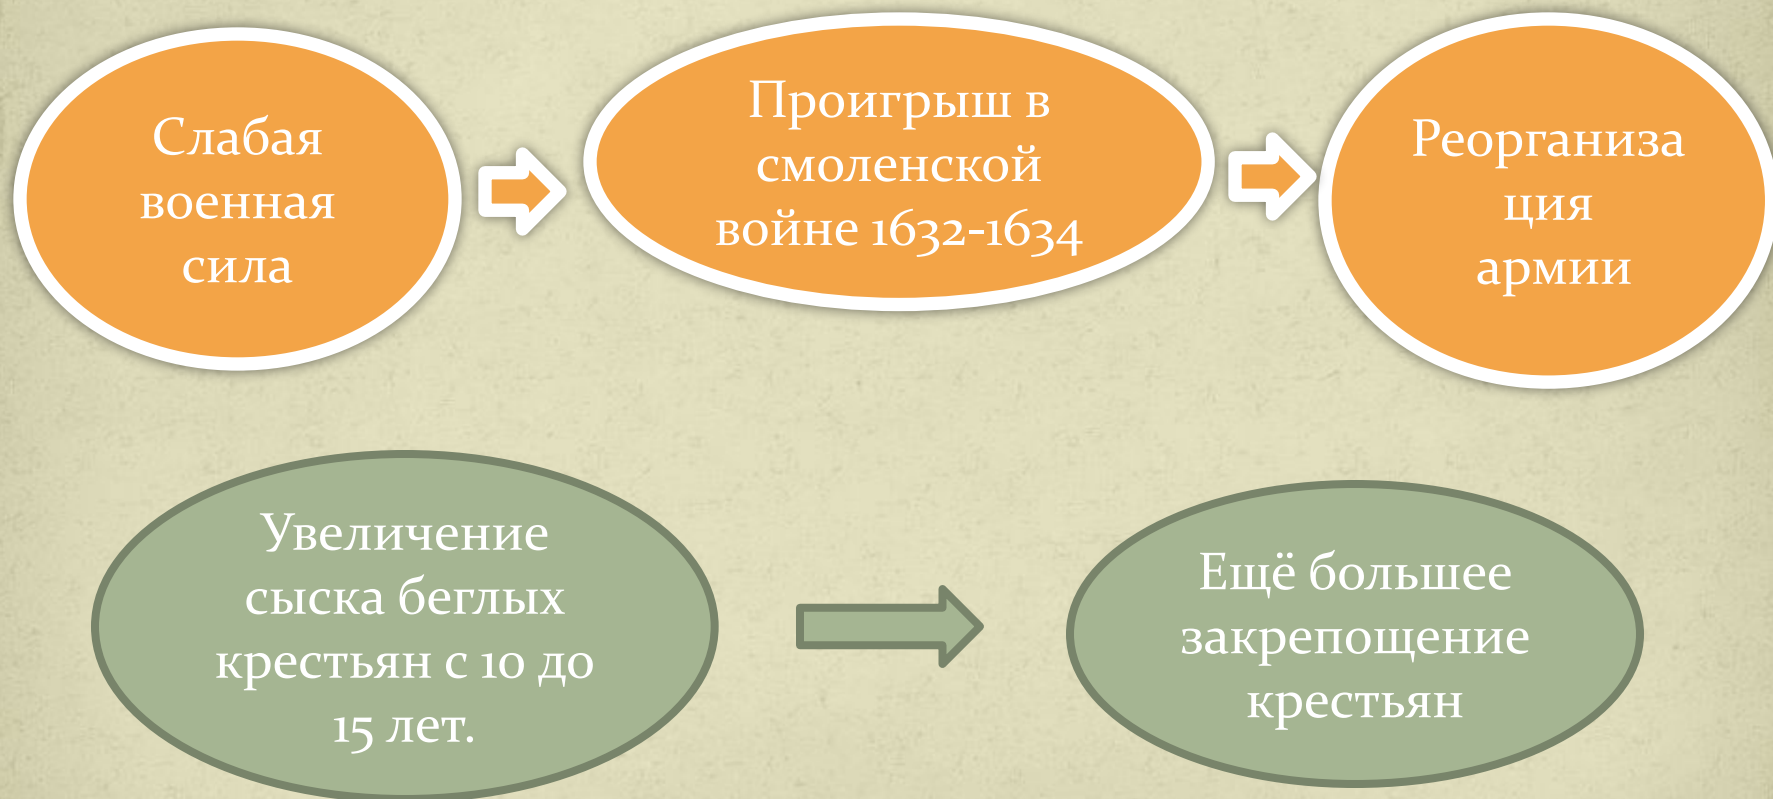 Слабая
военная
сила
Проигрыш в
смоленской
войне 1632-1634
Реорганиза
ция
армии
Увеличение
сыска беглых
крестьян с 10 до
15 лет.
Ещё большее
закрепощение
крестьян